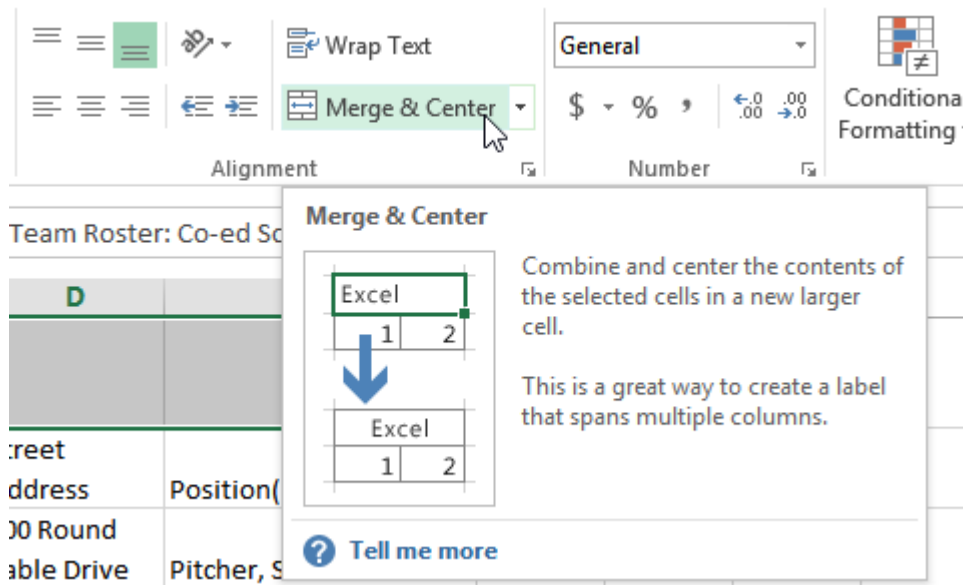 Wrap Text
General
Merge & Center
$ % ,
.0 .00
.00 .0
Conditiona
Formatting
Alignment
Number
Team Roster: Co-ed Sc
Merge & Center
D
Excel
1 2
Excel
1 2
Combine and center the contents of
the selected cells in a new larger
cell.
This is a great way to create a label
that spans multiple columns.
treet
ddress
Position(
00 Round
able Drive
Pitcher, S
Tell me more